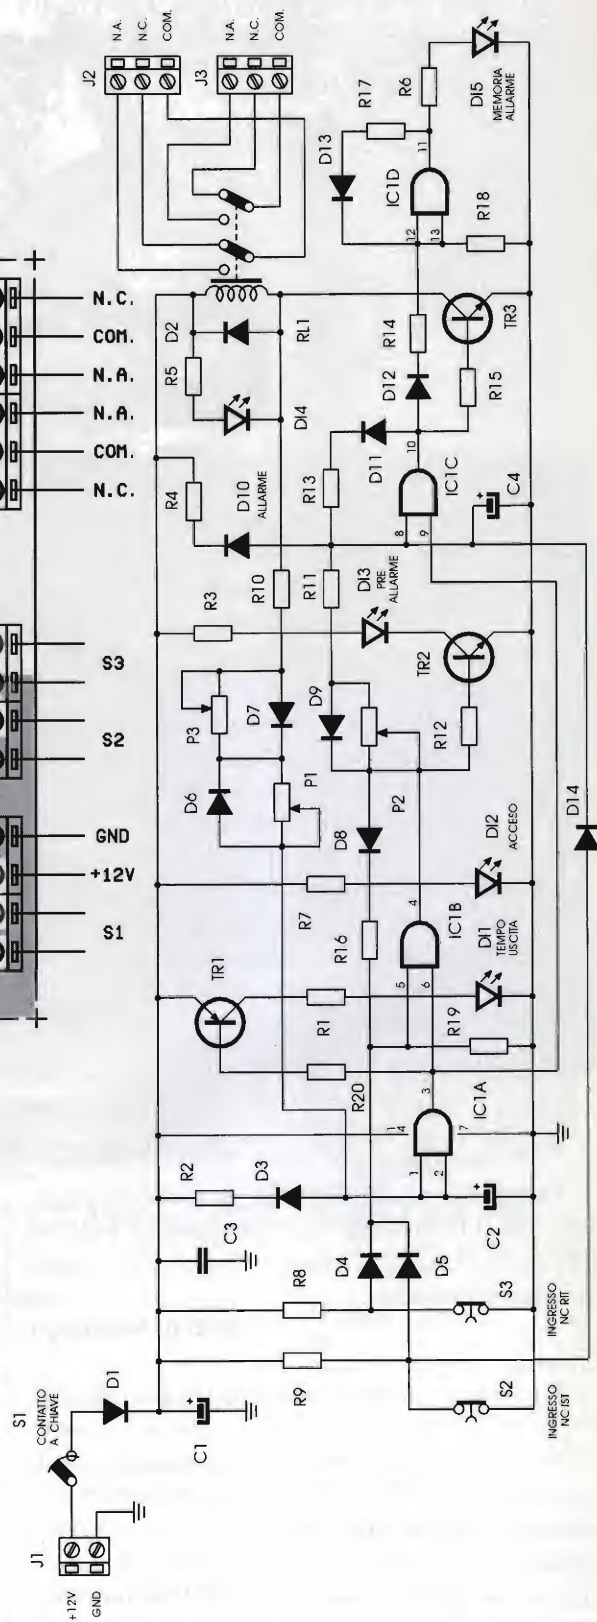 N.C.
COM.
N.A.
N.A.
COM.
N.C.
S3
S2
GND
+12V
S1
J1
+12V
GND
S1
CONTATTO
A CHIAVE
D1
C1
R9
R8
C3
R2
D3
D4
D5
S2
INGRESSO
NC IST
S3
INGRESSO
NC RIT
C2
1
2
3
14
7
IC1A
R20
TR1
R1
R19
DI1
TEMPO
USCITA
R7
DI2
ACCESO
R16
D8
5
6
4
IC1B
P2
P1
D6
P3
D7
D9
R12
TR2
R3
DI3
PRE
ALLARME
R10
R11
R13
R4
D10
ALLARME
R5
D2
DI4
RL1
D11
8
9
10
IC1C
C4
D14
D12
R14
R15
TR3
12
13
11
IC1D
D13
R17
R18
R6
DI5
MEMORIA
ALLARME
J2
N.A.
N.C.
COM.
J3
N.A.
N.C.
COM.